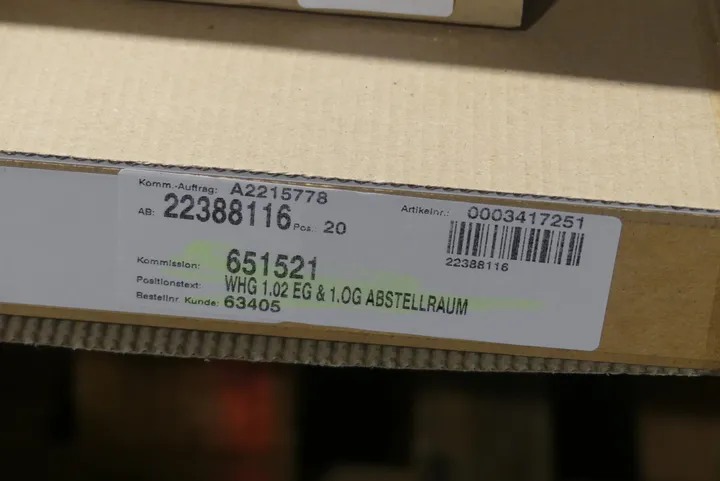 Komm.-Auftrag: A2215778
AB: 22388116 Pos.: 20
Artikelnr.: 0003417251
22388116
Kommission: 651521
Positionstext: WHG 1.02 EG & 1.OG ABSTELLRAUM
Bestellnr. Kunde: 63405